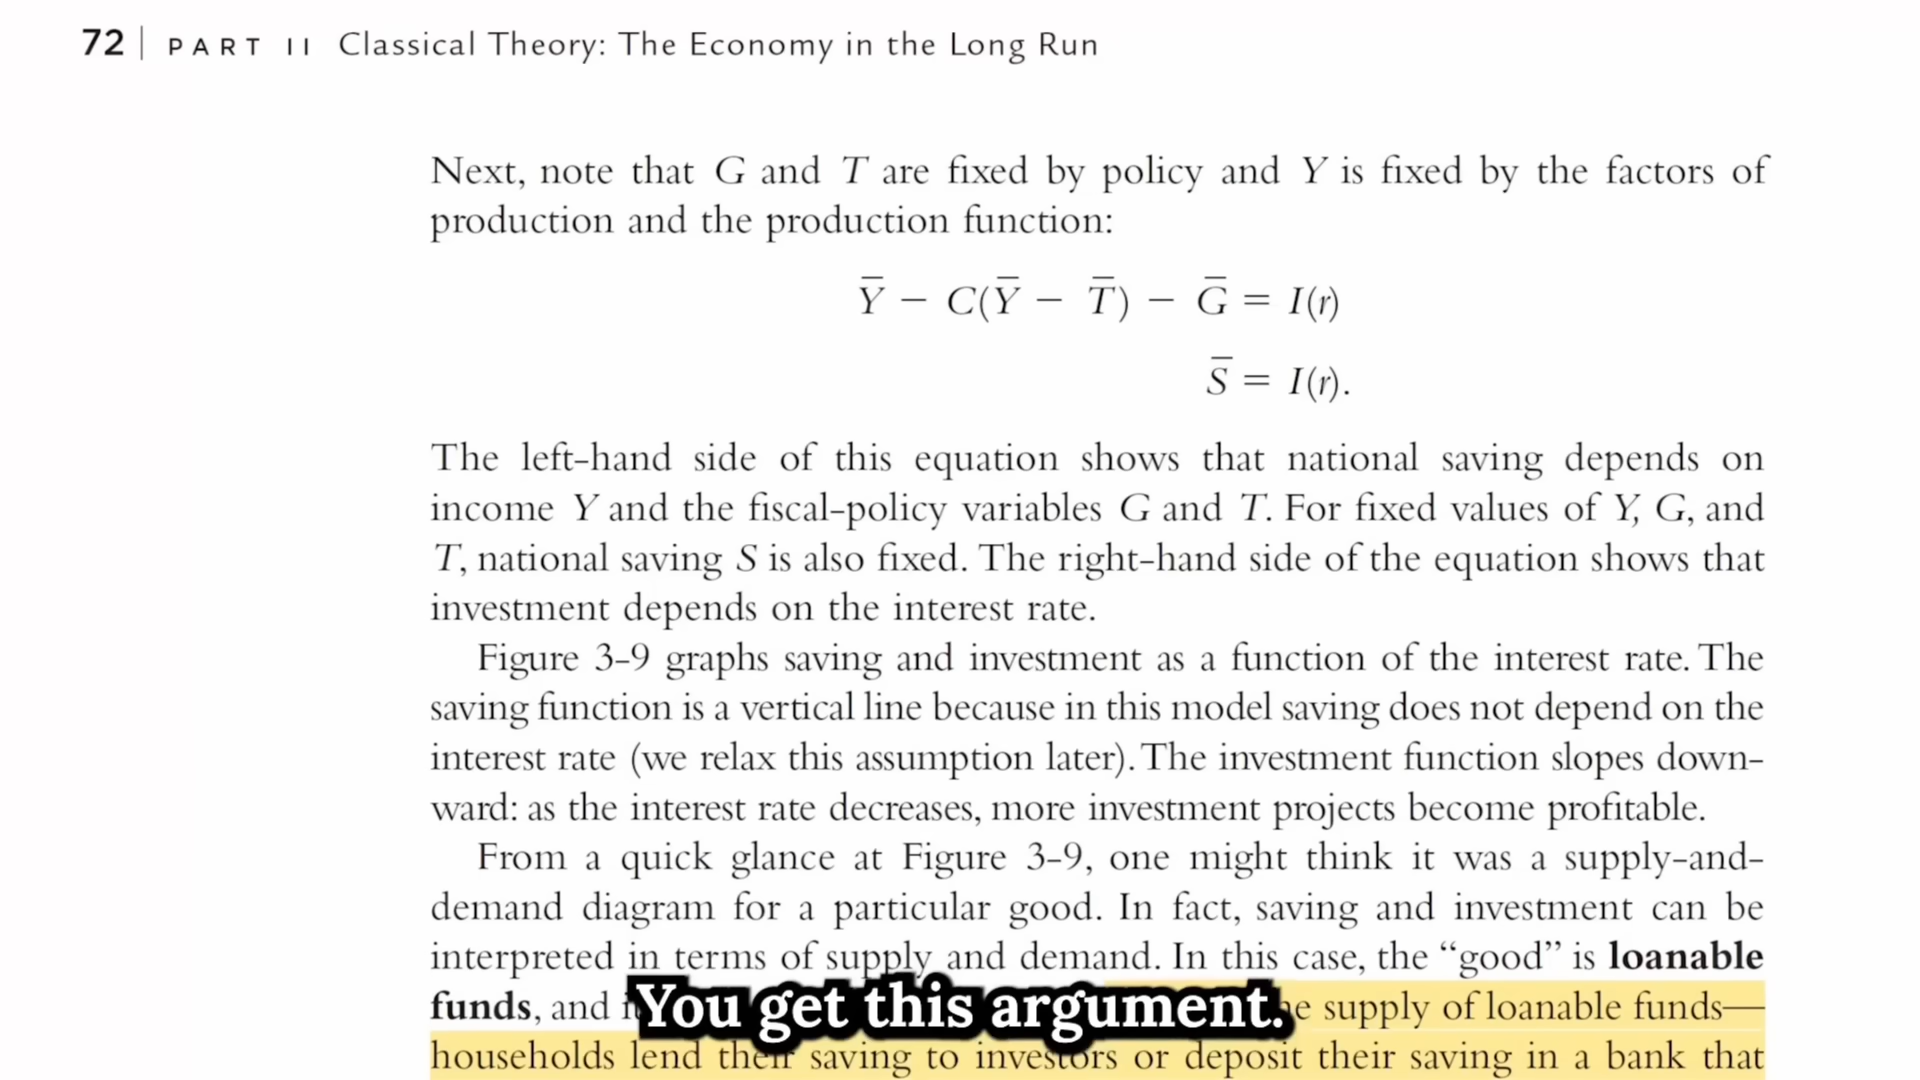 72 | PART II Classical Theory: The Economy in the Long Run
Next, note that G and T are fixed by policy and Y is fixed by the factors of
production and the production function:
Y̅ − C(Y̅ − T̅) − G̅ = I(r)
S̅ = I(r).
The left-hand side of this equation shows that national saving depends on
income Y and the fiscal-policy variables G and T. For fixed values of Y, G, and
T, national saving S is also fixed. The right-hand side of the equation shows that
investment depends on the interest rate.
Figure 3-9 graphs saving and investment as a function of the interest rate. The
saving function is a vertical line because in this model saving does not depend on the
interest rate (we relax this assumption later). The investment function slopes down-
ward: as the interest rate decreases, more investment projects become profitable.
From a quick glance at Figure 3-9, one might think it was a supply-and-
demand diagram for a particular good. In fact, saving and investment can be
interpreted in terms of supply and demand. In this case, the “good” is loanable
funds, and supply of loanable funds—
You get this argument.
households lend their saving to investors or deposit their saving in a bank that